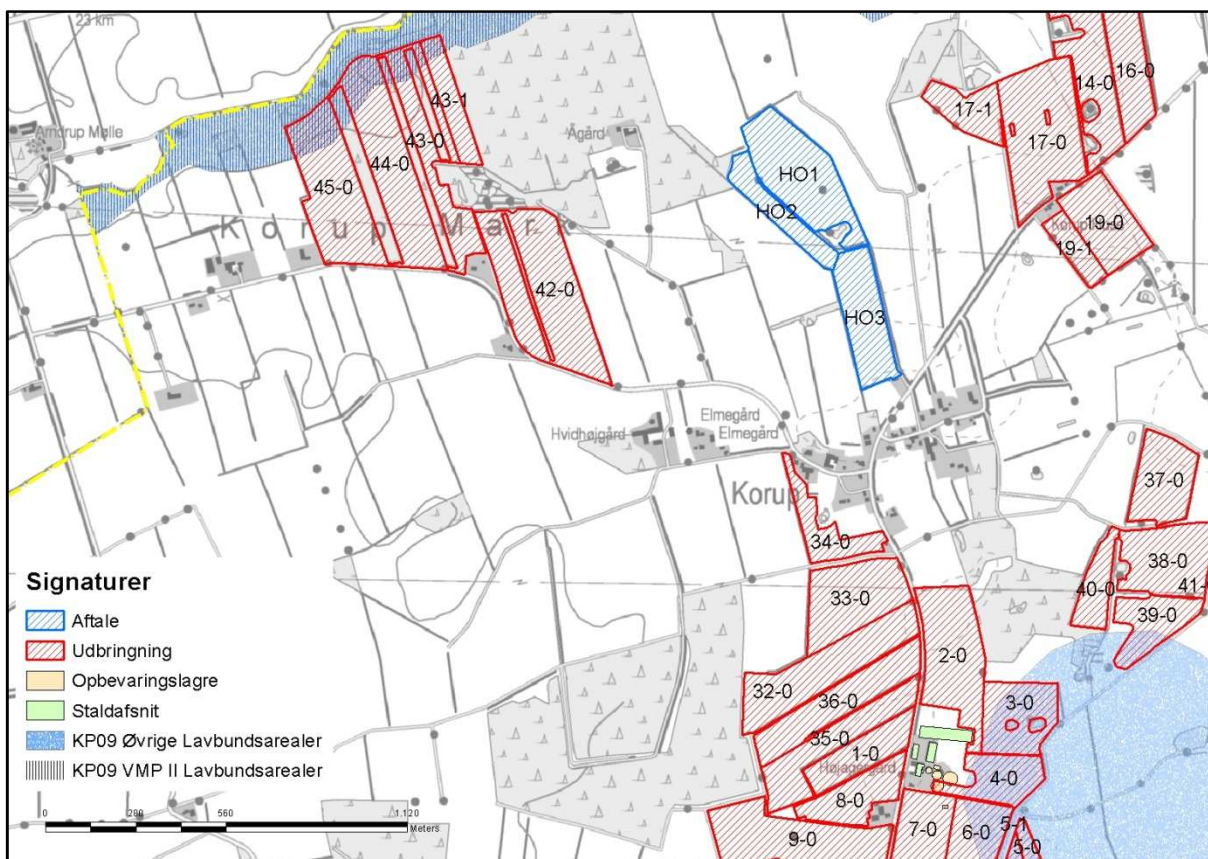 23 km
Arndrup Mølle
Ågård
43-1
43-0
44-0
45-0
Korup Mark
42-0
HO1
HO2
HO3
17-1
17-0
14-0
16-0
19-0
19-1
Hvidhøjgård
Elmegård
Elmegård
Korup
37-0
38-0
41-
40-0
39-0
34-0
33-0
2-0
32-0
36-0
35-0
1-0
3-0
Højagergård
4-0
8-0
9-0
7-0
6-0
5-1
5-0
Signaturer
Aftale
Udbringning
Opbevaringslagre
Staldafsnit
KP09 Øvrige Lavbundsarealer
KP09 VMP II Lavbundsarealer
0 280 560 1.120
Meters